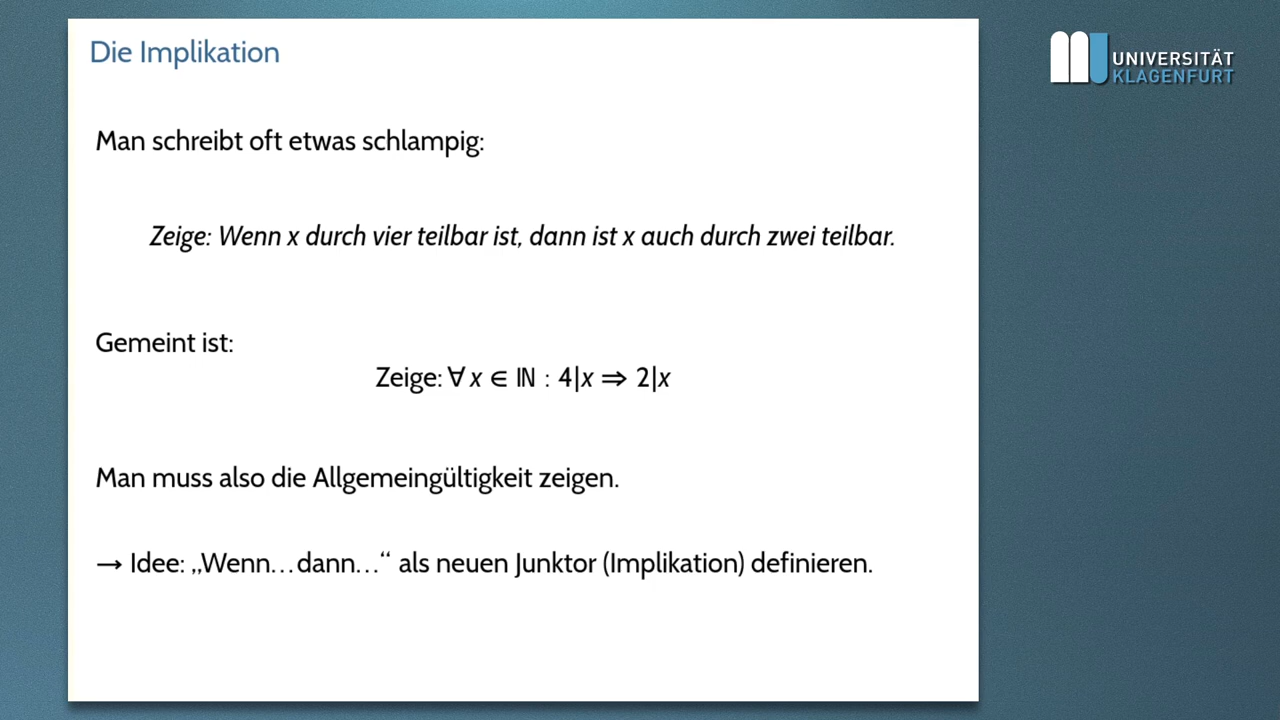 Die Implikation
UNIVERSITÄT
KLAGENFURT
Man schreibt oft etwas schlampig:
Zeige: Wenn x durch vier teilbar ist, dann ist x auch durch zwei teilbar.
Gemeint ist:
Zeige: ∀ x ∈ ℕ : 4|x ⇒ 2|x
Man muss also die Allgemeingültigkeit zeigen.
→ Idee: „Wenn…dann…“ als neuen Junktor (Implikation) definieren.